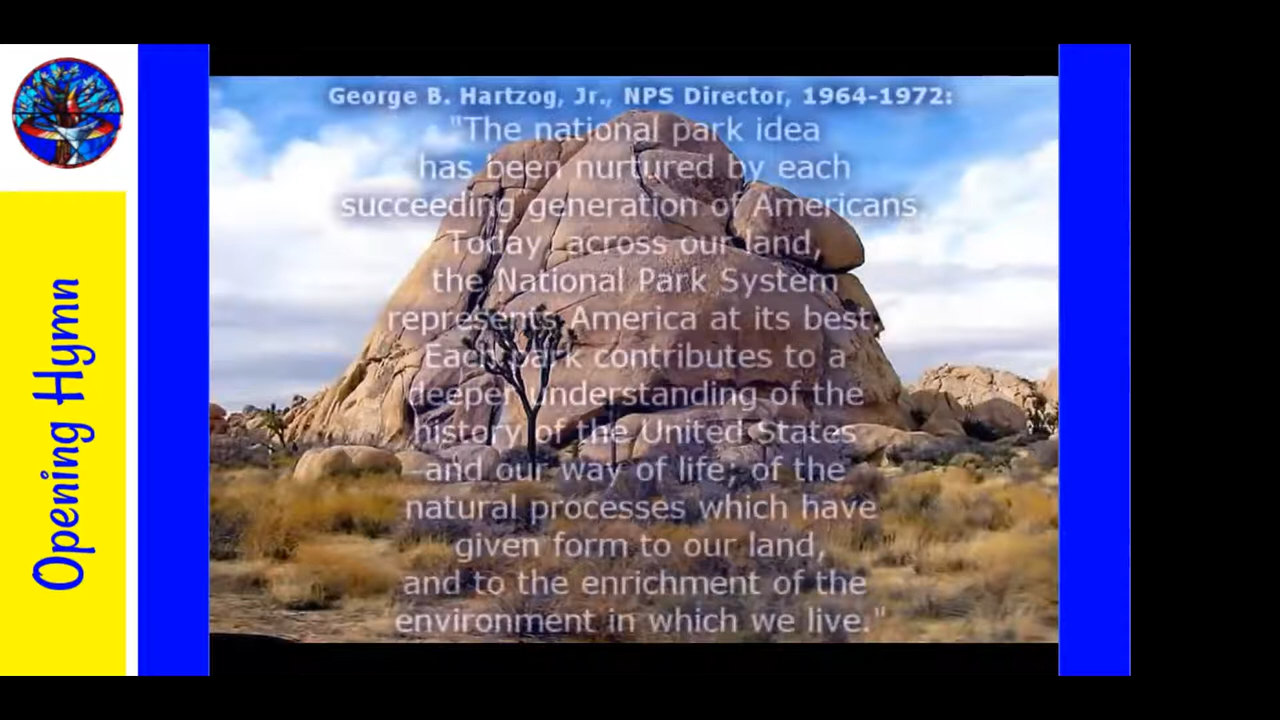 George B. Hartzog, Jr., NPS Director, 1964-1972:
"The national park idea
has been nurtured by each
succeeding generation of Americans.
Today, across our land,
the National Park System
represents America at its best.
Each park contributes to a
deeper understanding of the
history of the United States
and our way of life; of the
natural processes which have
given form to our land,
and to the enrichment of the
environment in which we live."
Opening Hymn